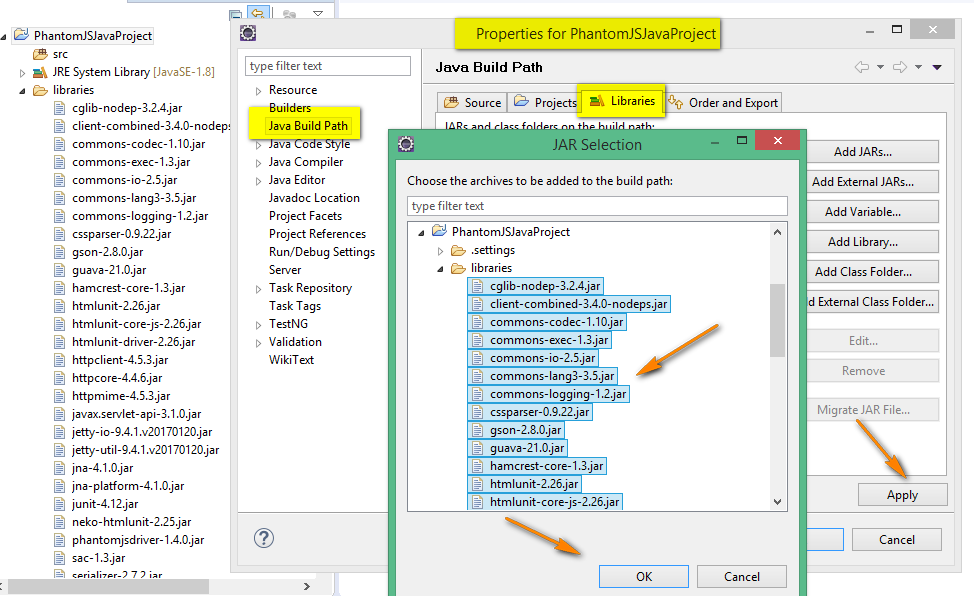 PhantomJSJavaProject
src
JRE System Library [JavaSE-1.8]
libraries
cglib-nodep-3.2.4.jar
client-combined-3.4.0-nodeps
commons-codec-1.10.jar
commons-exec-1.3.jar
commons-io-2.5.jar
commons-lang3-3.5.jar
commons-logging-1.2.jar
cssparser-0.9.22.jar
gson-2.8.0.jar
guava-21.0.jar
hamcrest-core-1.3.jar
htmlunit-2.26.jar
htmlunit-core-js-2.26.jar
htmlunit-driver-2.26.jar
httpclient-4.5.3.jar
httpcore-4.4.6.jar
httpmime-4.5.3.jar
javax.servlet-api-3.1.0.jar
jetty-io-9.4.1.v20170120.jar
jetty-util-9.4.1.v20170120.jar
jna-4.1.0.jar
jna-platform-4.1.0.jar
junit-4.12.jar
neko-htmlunit-2.25.jar
phantomjsdriver-1.4.0.jar
sac-1.3.jar
serializer-2.7.2.jar
Properties for PhantomJSJavaProject
type filter text
Resource
Builders
Java Build Path
Java Code Style
Java Compiler
Java Editor
Javadoc Location
Project Facets
Project References
Run/Debug Settings
Server
Task Repository
Task Tags
TestNG
Validation
WikiText
Java Build Path
Source
Projects
Libraries
Order and Export
JARs and class folders on the build path:
Add JARs...
Add External JARs...
Add Variable...
Add Library...
Add Class Folder...
d External Class Folder...
Edit...
Remove
Migrate JAR File...
Apply
Cancel
JAR Selection
Choose the archives to be added to the build path:
type filter text
PhantomJSJavaProject
.settings
libraries
cglib-nodep-3.2.4.jar
client-combined-3.4.0-nodeps.jar
commons-codec-1.10.jar
commons-exec-1.3.jar
commons-io-2.5.jar
commons-lang3-3.5.jar
commons-logging-1.2.jar
cssparser-0.9.22.jar
gson-2.8.0.jar
guava-21.0.jar
hamcrest-core-1.3.jar
htmlunit-2.26.jar
htmlunit-core-js-2.26.jar
OK
Cancel